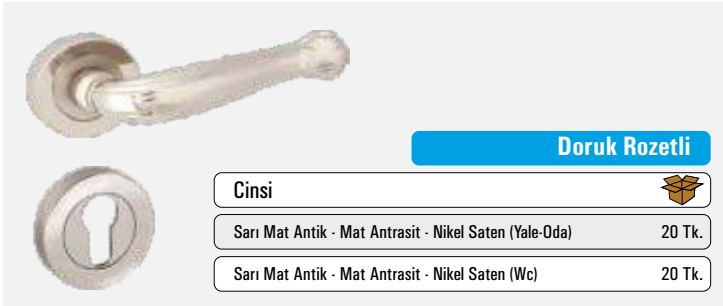 Doruk Rozetli
Cinsi
Sarı Mat Antik - Mat Antrasit - Nikel Saten (Yale-Oda) 20 Tk.
Sarı Mat Antik - Mat Antrasit - Nikel Saten (Wc) 20 Tk.